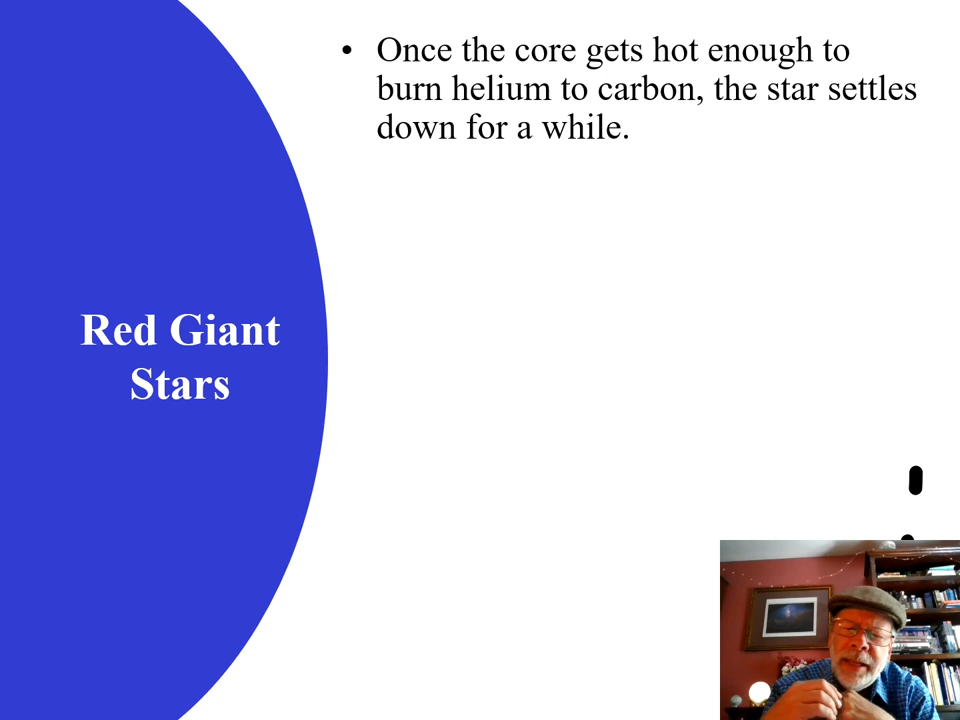 • Once the core gets hot enough to
burn helium to carbon, the star settles
down for a while.
Red Giant
Stars